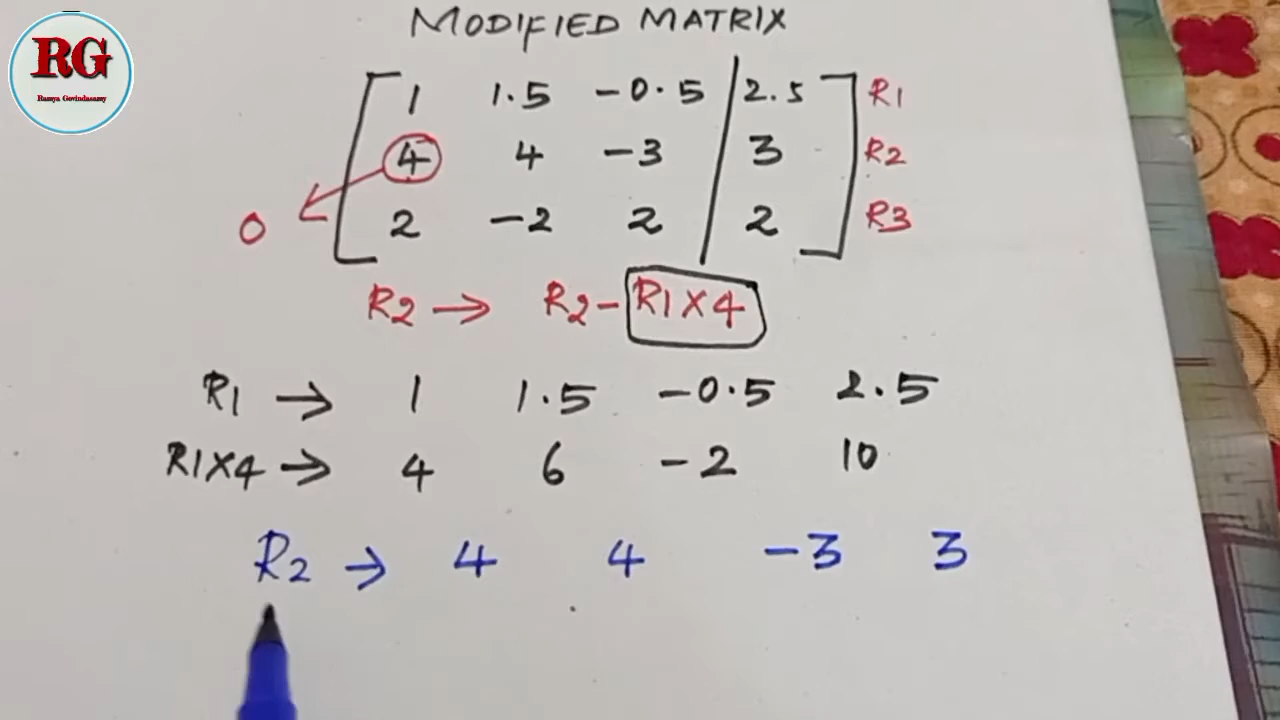 RG
Ramya Govindasamy
MODIFIED MATRIX
1 1.5 -0.5 2.5 R1
4 4 -3 3 R2
0
2 -2 2 2 R3
R2 → R2 - R1 X 4
R1 → 1 1.5 -0.5 2.5
R1X4 → 4 6 -2 10
R2 → 4 4 -3 3